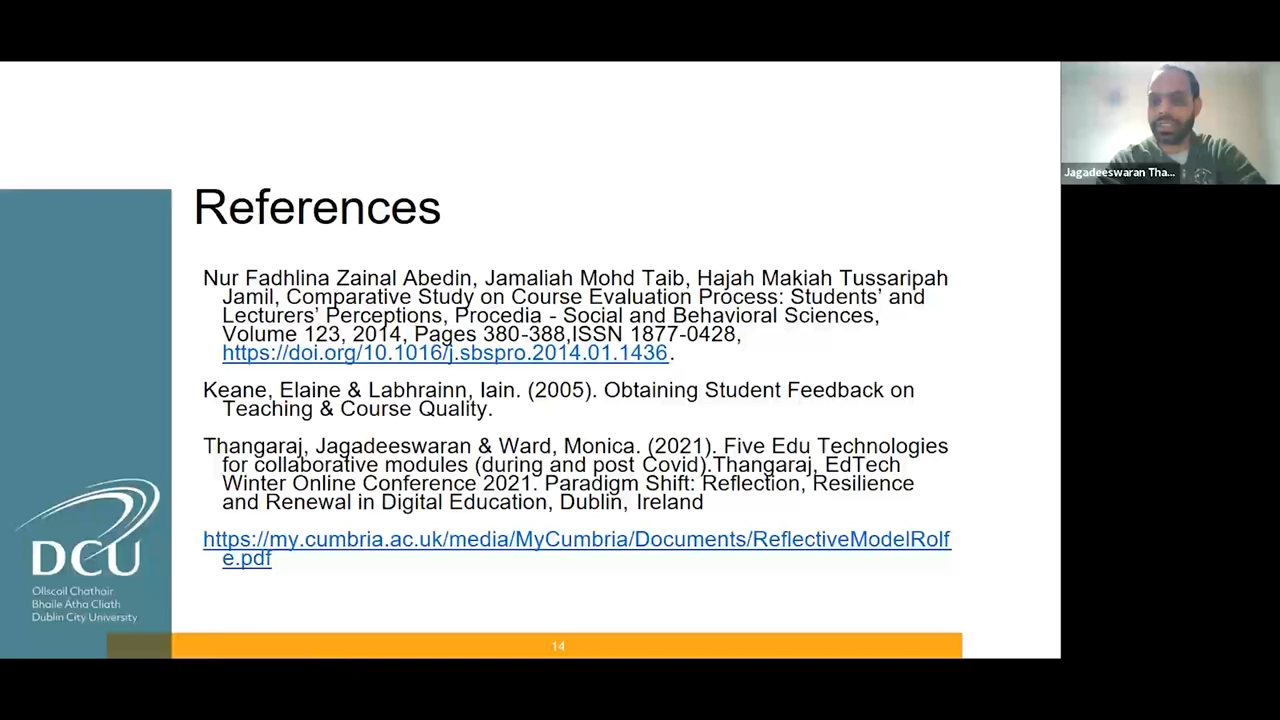 References
Nur Fadhlina Zainal Abedin, Jamaliah Mohd Taib, Hajah Makiah Tussaripah
Jamil, Comparative Study on Course Evaluation Process: Students' and
Lecturers' Perceptions, Procedia - Social and Behavioral Sciences,
Volume 123, 2014, Pages 380-388,ISSN 1877-0428,
https://doi.org/10.1016/j.sbspro.2014.01.1436.
Keane, Elaine & Labhrainn, Iain. (2005). Obtaining Student Feedback on
Teaching & Course Quality.
Thangaraj, Jagadeeswaran & Ward, Monica. (2021). Five Edu Technologies
for collaborative modules (during and post Covid).Thangaraj, EdTech
Winter Online Conference 2021. Paradigm Shift: Reflection, Resilience
and Renewal in Digital Education, Dublin, Ireland
https://my.cumbria.ac.uk/media/MyCumbria/Documents/ReflectiveModelRolf
e.pdf
DCU
Ollscoil Chathair
Bhaile Átha Cliath
Dublin City University
14
Jagadeeswaran Tha...